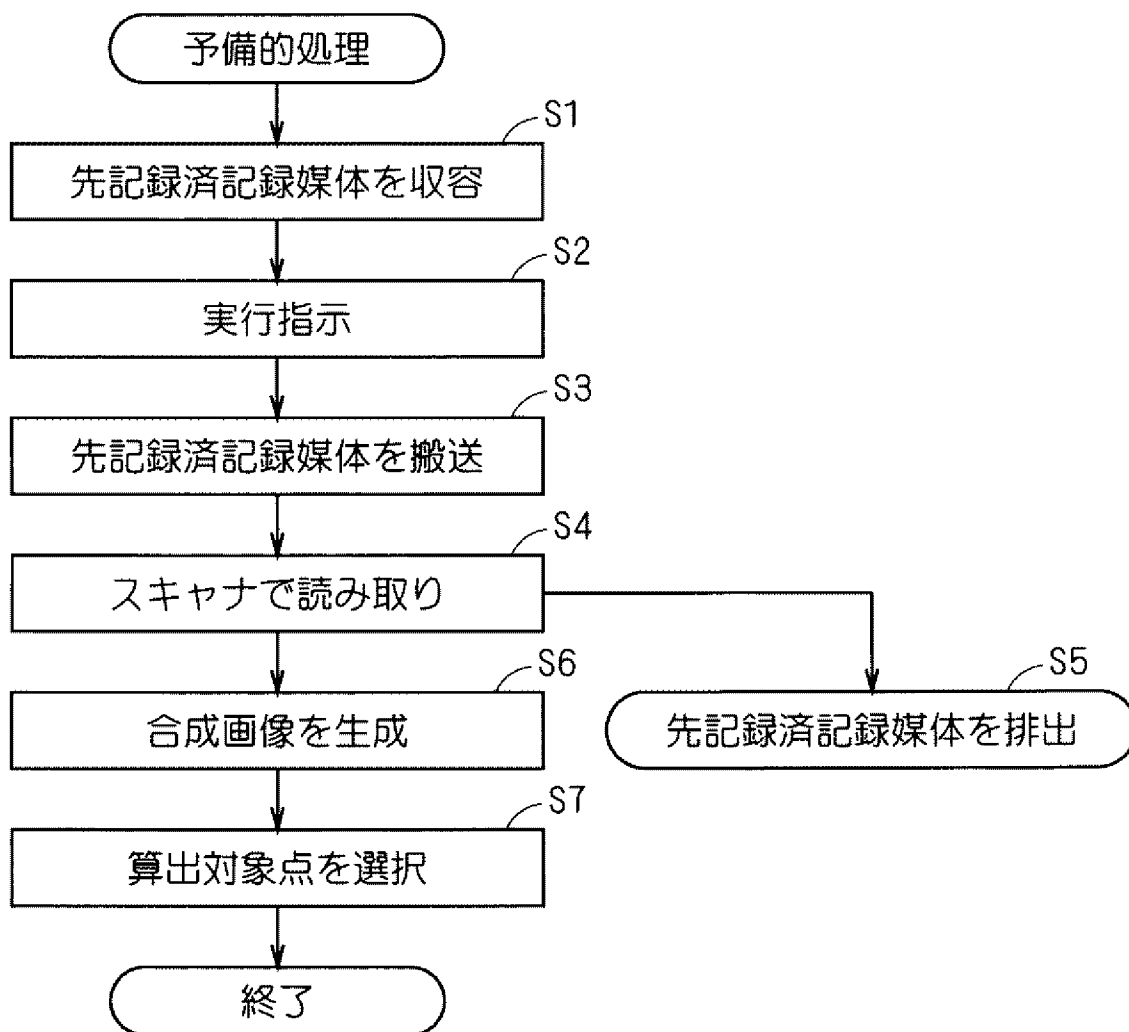 予備的処理
S1
先記録済記録媒体を収容
S2
実行指示
S3
先記録済記録媒体を搬送
S4
スキャナで読み取り
S5
先記録済記録媒体を排出
S6
合成画像を生成
S7
算出対象点を選択
終了